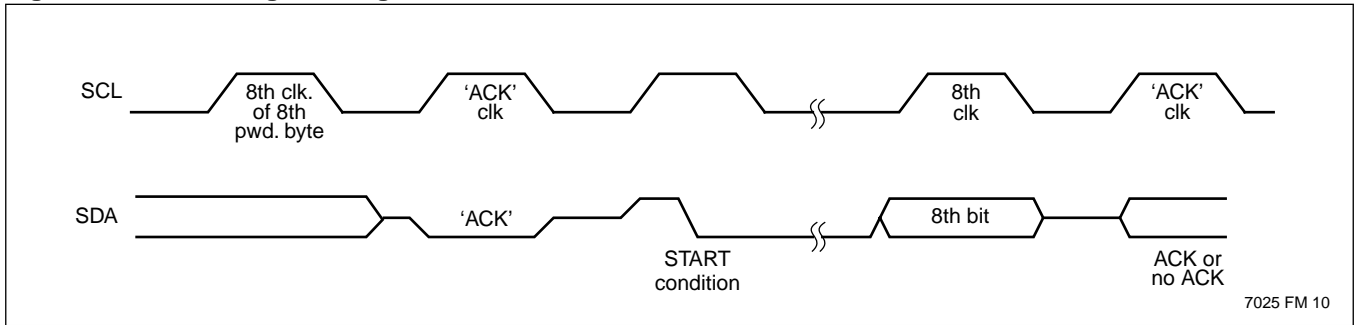 SCL
8th clk.
of 8th
pwd. byte
'ACK'
clk
8th
clk
'ACK'
clk
SDA
'ACK'
8th bit
START
condition
ACK or
no ACK
7025 FM 10